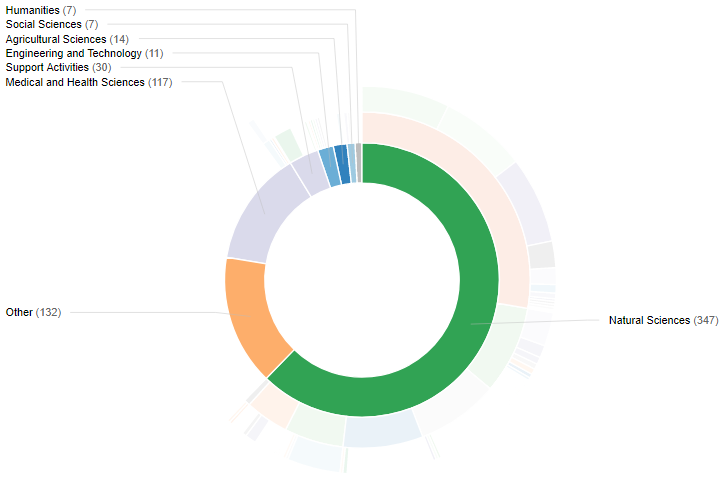 Humanities (7)
Social Sciences (7)
Agricultural Sciences (14)
Engineering and Technology (11)
Support Activities (30)
Medical and Health Sciences (117)
Other (132)
Natural Sciences (347)